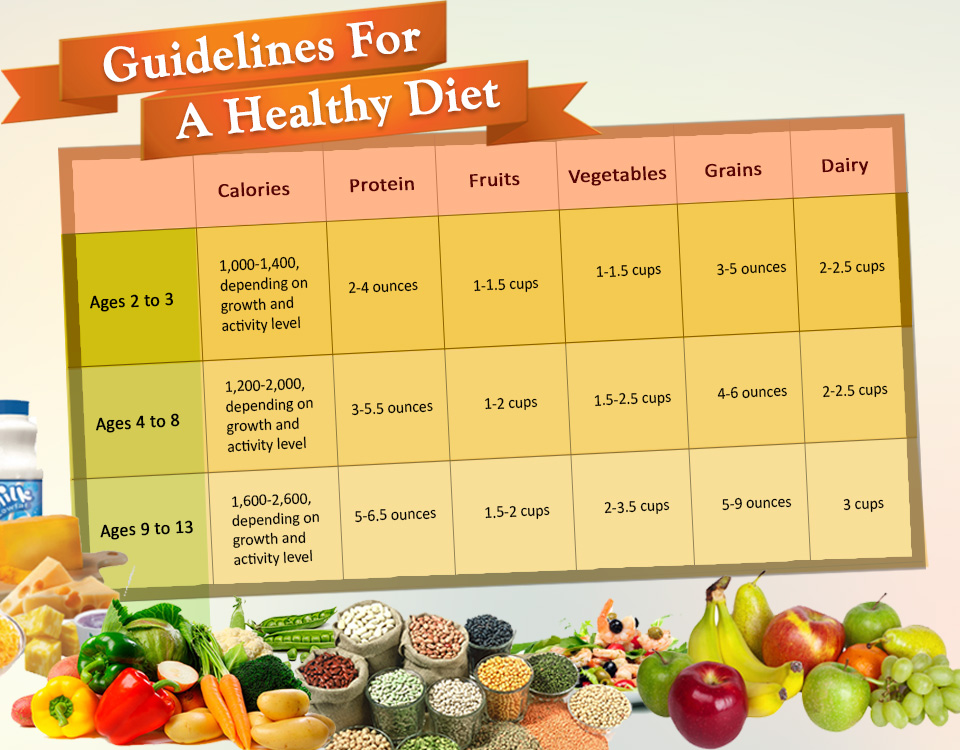 Guidelines For
A Healthy Diet
Calories Protein Fruits Vegetables Grains Dairy
Ages 2 to 3
1,000-1,400,
depending on
growth and
activity level
2-4 ounces
1-1.5 cups
1-1.5 cups
3-5 ounces
2-2.5 cups
Ages 4 to 8
1,200-2,000,
depending on
growth and
activity level
3-5.5 ounces
1-2 cups
1.5-2.5 cups
4-6 ounces
2-2.5 cups
Ages 9 to 13
1,600-2,600,
depending on
growth and
activity level
5-6.5 ounces
1.5-2 cups
2-3.5 cups
5-9 ounces
3 cups